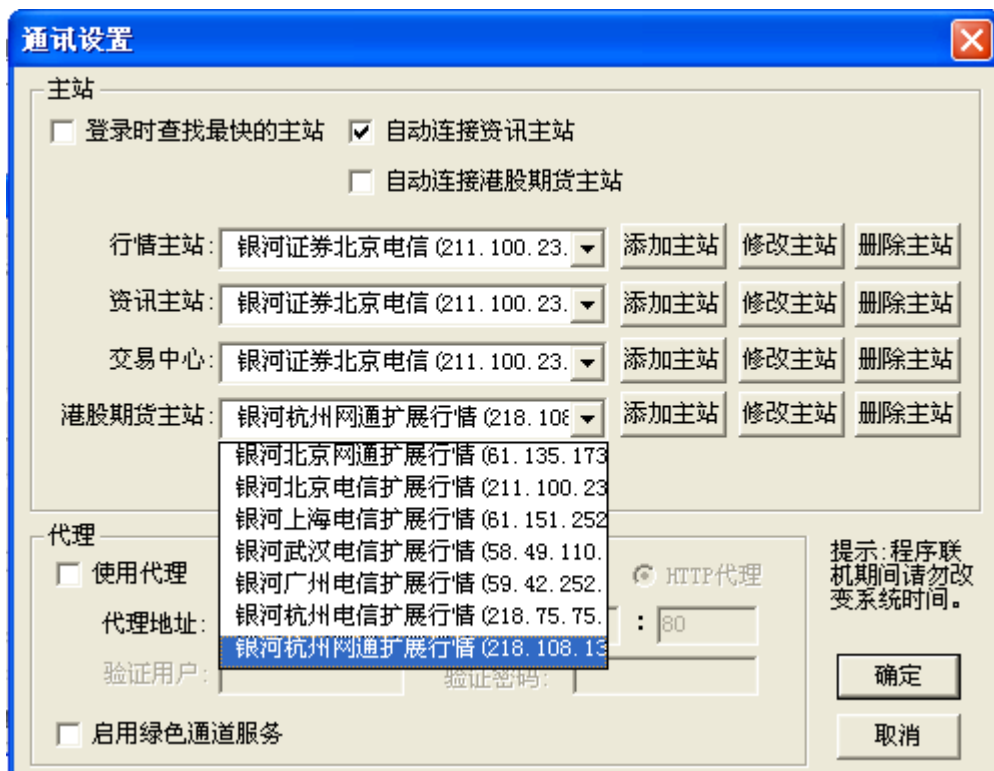 通讯设置
主站
登录时查找最快的主站 自动连接资讯主站
自动连接港股期货主站
行情主站: 银河证券北京电信(211.100.23. 添加主站 修改主站 删除主站
资讯主站: 银河证券北京电信(211.100.23. 添加主站 修改主站 删除主站
交易中心: 银河证券北京电信(211.100.23. 添加主站 修改主站 删除主站
港股期货主站: 银河杭州网通扩展行情(218.108 添加主站 修改主站 删除主站
银河北京网通扩展行情(61.135.173
银河北京电信扩展行情(211.100.23
银河上海电信扩展行情(61.151.252
银河武汉电信扩展行情(58.49.110.
银河广州电信扩展行情(59.42.252.
银河杭州电信扩展行情(218.75.75.
银河杭州网通扩展行情(218.108.13
代理
使用代理 HTTP代理
代理地址: : 80
验证用户: 验证密码:
启用绿色通道服务
提示:程序联
机期间请勿改
变系统时间。
确定
取消